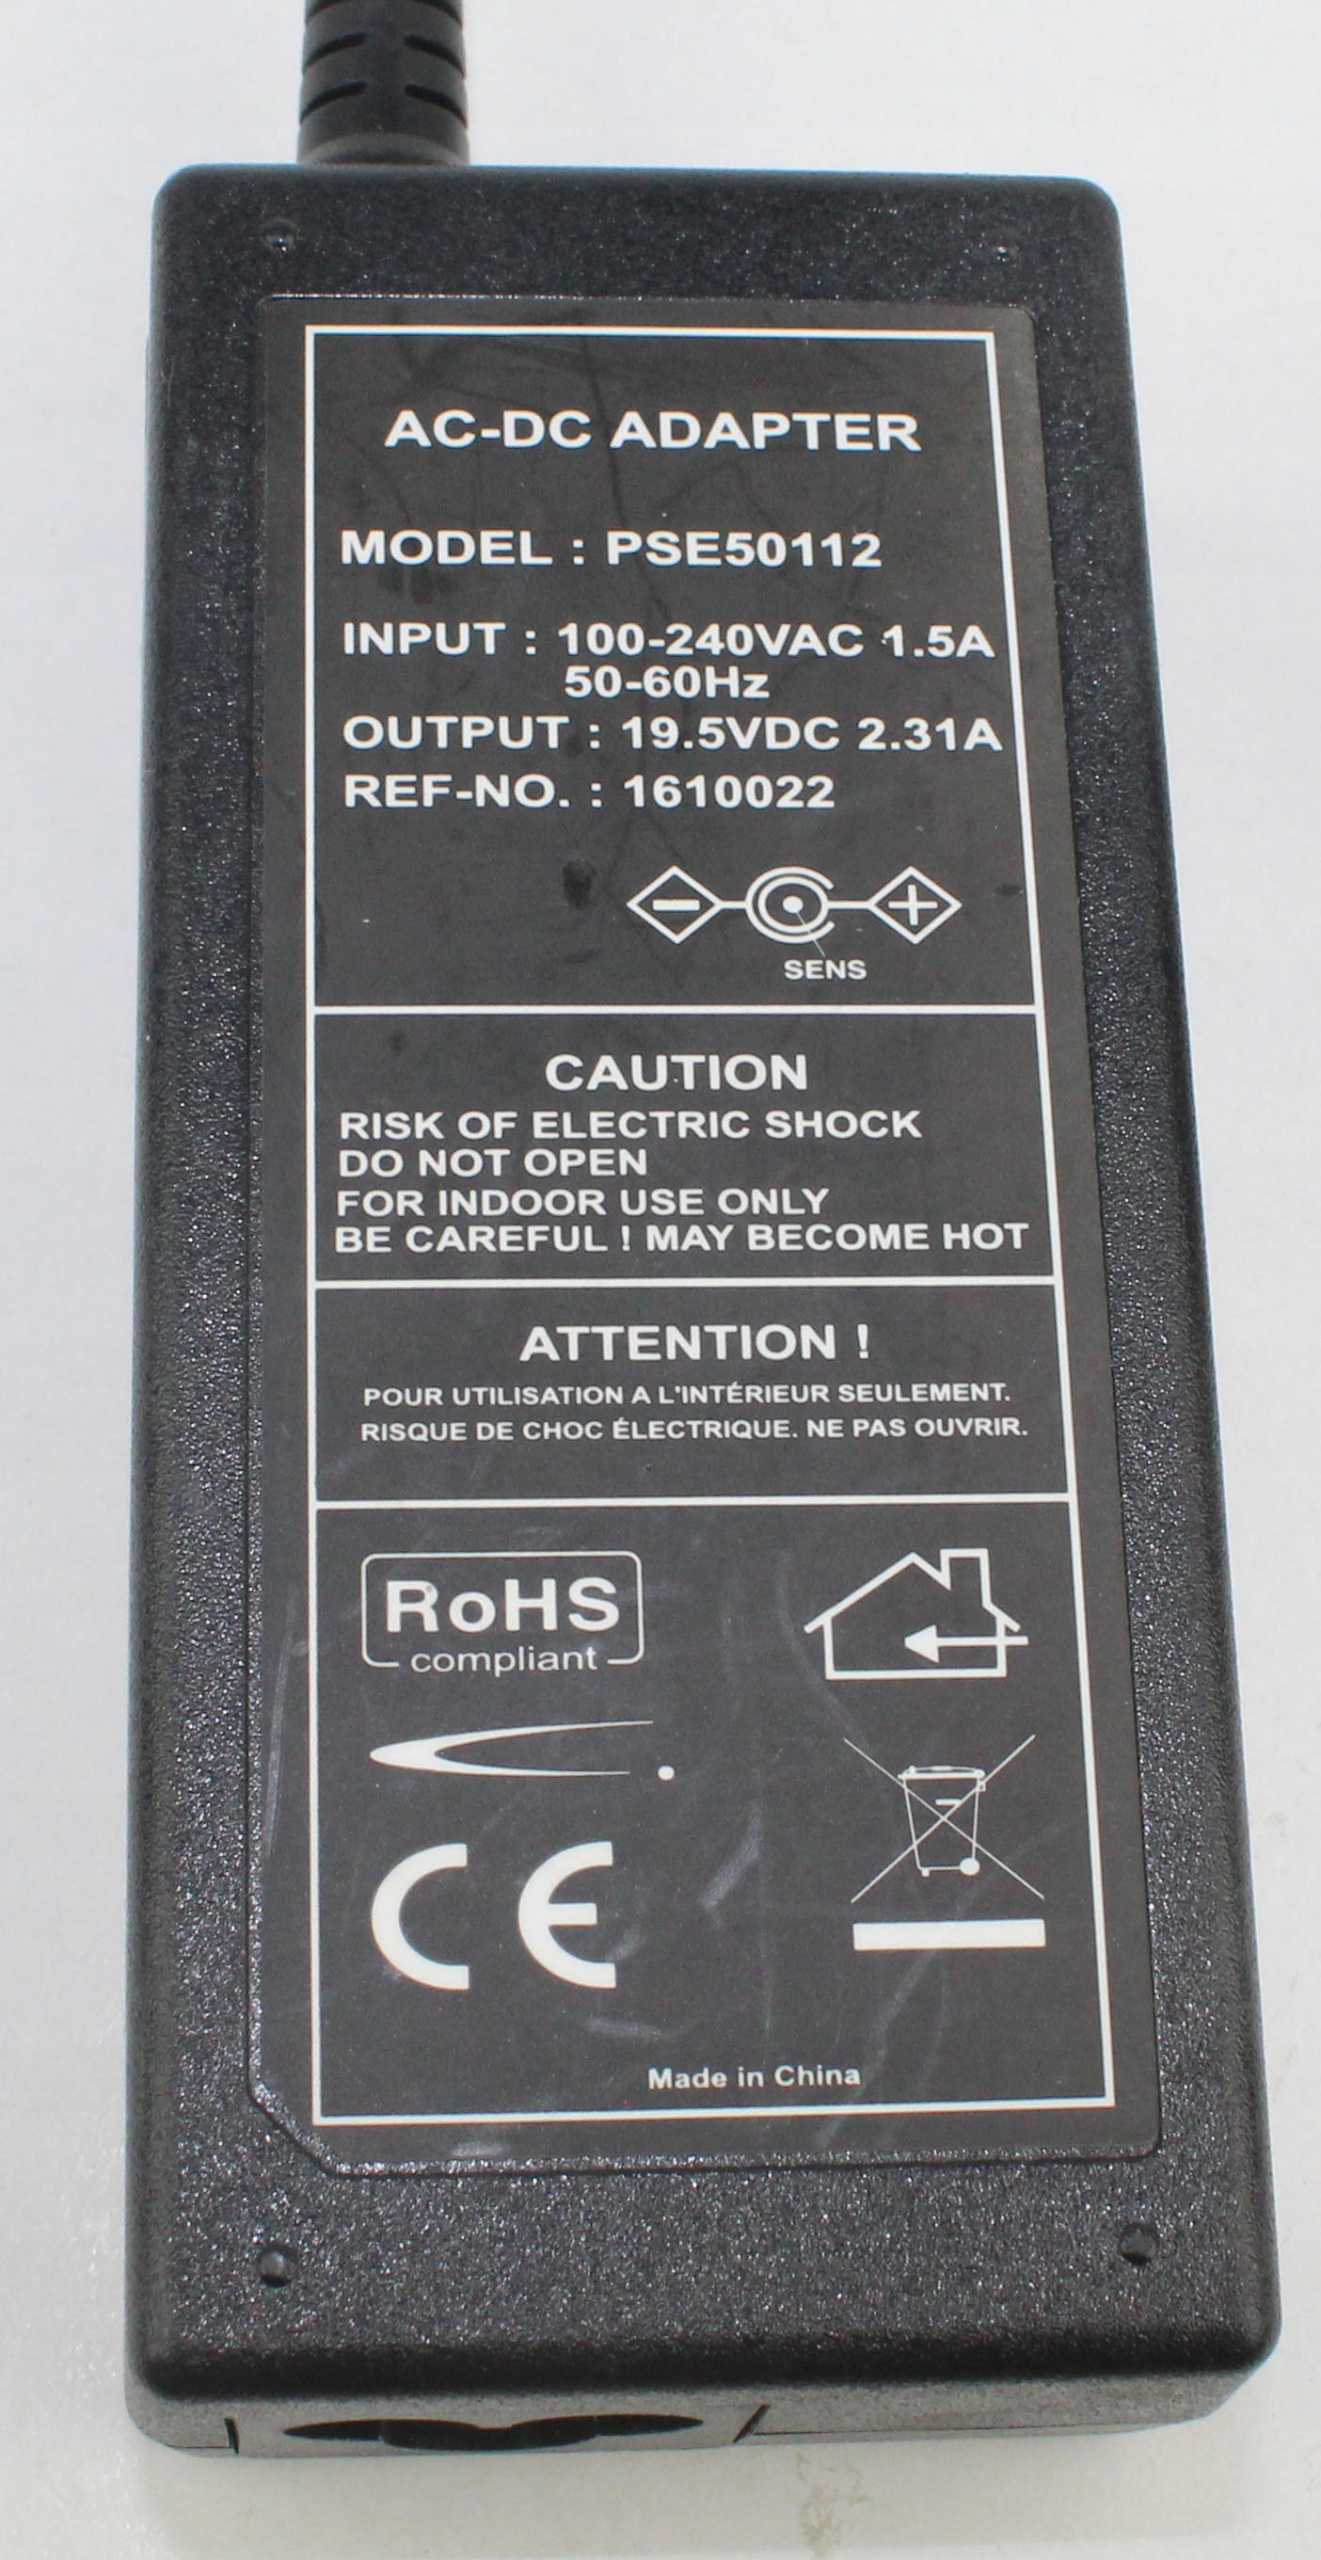 AC-DC ADAPTER
MODEL : PSE50112
INPUT : 100-240VAC 1.5A
50-60Hz
OUTPUT : 19.5VDC 2.31A
REF-NO. : 1610022
SENS
CAUTION
RISK OF ELECTRIC SHOCK
DO NOT OPEN
FOR INDOOR USE ONLY
BE CAREFUL ! MAY BECOME HOT
ATTENTION !
POUR UTILISATION A L'INTÉRIEUR SEULEMENT.
RISQUE DE CHOC ÉLECTRIQUE. NE PAS OUVRIR.
RoHS
compliant
CE
Made in China